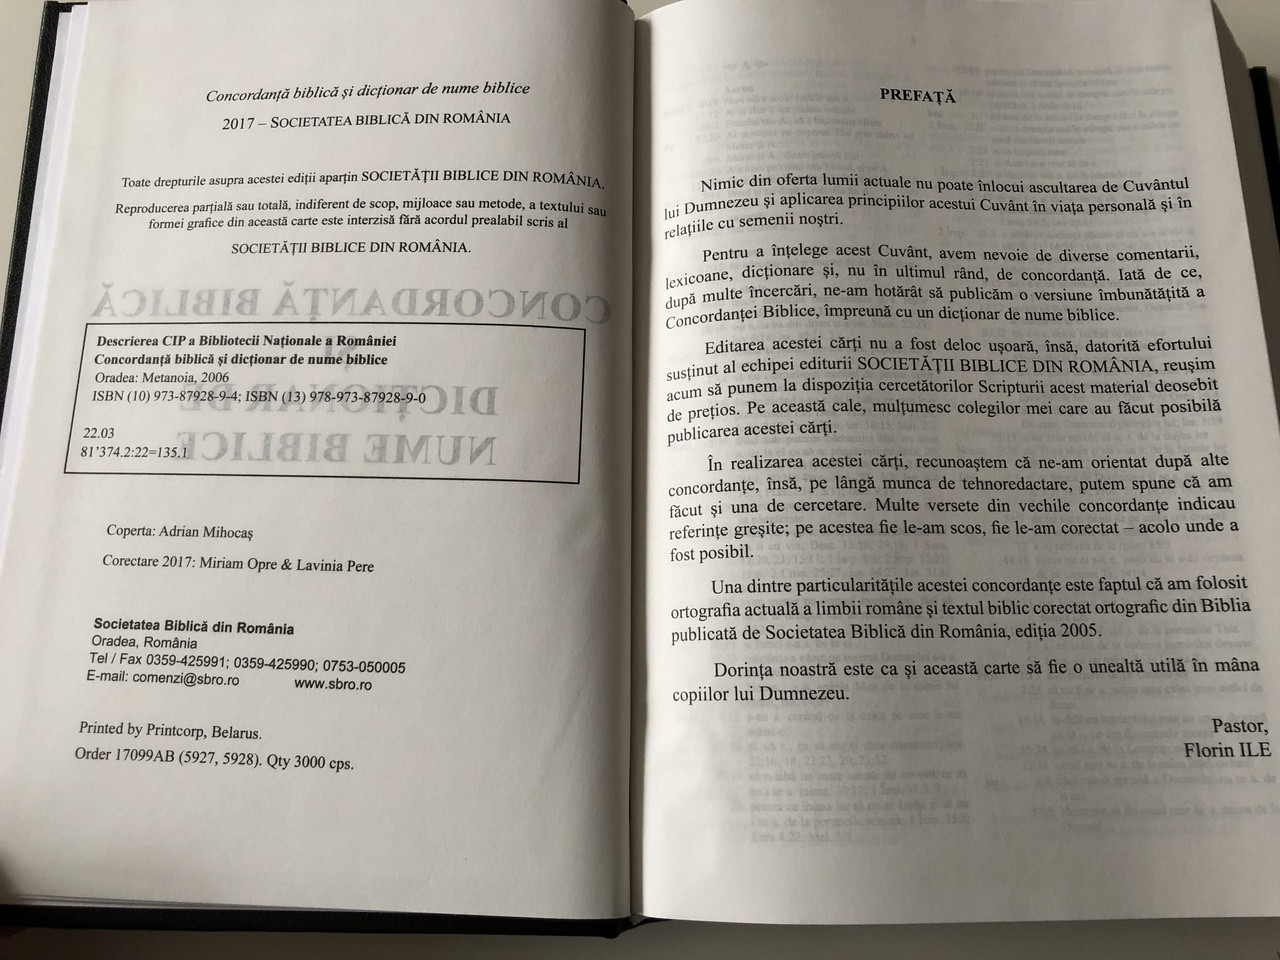 Concordanță biblică și dicționar de nume biblice
2017 – SOCIETATEA BIBLICĂ DIN ROMÂNIA
Toate drepturile asupra acestei ediții aparțin SOCIETĂȚII BIBLICE DIN ROMÂNIA.
Reproducerea parțială sau totală, indiferent de scop, mijloace sau metode, a textului sau
formei grafice din această carte este interzisă fără acordul prealabil scris al
SOCIETĂȚII BIBLICE DIN ROMÂNIA.
CONCORDANȚĂ BIBLICĂ
ȘI
DICȚIONAR DE
NUME BIBLICE
Descrierea CIP a Bibliotecii Naționale a României
Concordanță biblică și dicționar de nume biblice
Oradea: Metanoia, 2006
ISBN (10) 973-87928-9-4; ISBN (13) 978-973-87928-9-0
22.03
81’374.2:22=135.1
Coperta: Adrian Mihocaș
Corectare 2017: Miriam Opre & Lavinia Pere
Societatea Biblică din România
Oradea, România
Tel / Fax 0359-425991; 0359-425990; 0753-050005
E-mail: comenzi@sbro.ro www.sbro.ro
Printed by Printcorp, Belarus.
Order 17099AB (5927, 5928). Qty 3000 cps.
PREFAȚĂ
Nimic din oferta lumii actuale nu poate înlocui ascultarea de Cuvântul
lui Dumnezeu și aplicarea principiilor acestui Cuvânt în viața personală și în
relațiile cu semenii noștri.
Pentru a înțelege acest Cuvânt, avem nevoie de diverse comentarii,
lexicoane, dicționare și, nu în ultimul rând, de concordanță. Iată de ce,
după multe încercări, ne-am hotărât să publicăm o versiune îmbunătățită a
Concordanței Biblice, împreună cu un dicționar de nume biblice.
Editarea acestei cărți nu a fost deloc ușoară, însă, datorită efortului
susținut al echipei editurii SOCIETĂȚII BIBLICE DIN ROMÂNIA, reușim
acum să punem la dispoziția cercetătorilor Scripturii acest material deosebit
de prețios. Pe această cale, mulțumesc colegilor mei care au făcut posibilă
publicarea acestei cărți.
În realizarea acestei cărți, recunoaștem că ne-am orientat după alte
concordanțe, însă, pe lângă munca de tehnoredactare, putem spune că am
făcut și una de cercetare. Multe versete din vechile concordanțe indicau
referințe greșite; pe acestea fie le-am scos, fie le-am corectat – acolo unde a
fost posibil.
Una dintre particularitățile acestei concordanțe este faptul că am folosit
ortografia actuală a limbii române și textul biblic corectat ortografic din Biblia
publicată de Societatea Biblică din România, ediția 2005.
Dorința noastră este ca și această carte să fie o unealtă utilă în mâna
copiilor lui Dumnezeu.
Pastor,
Florin ILE